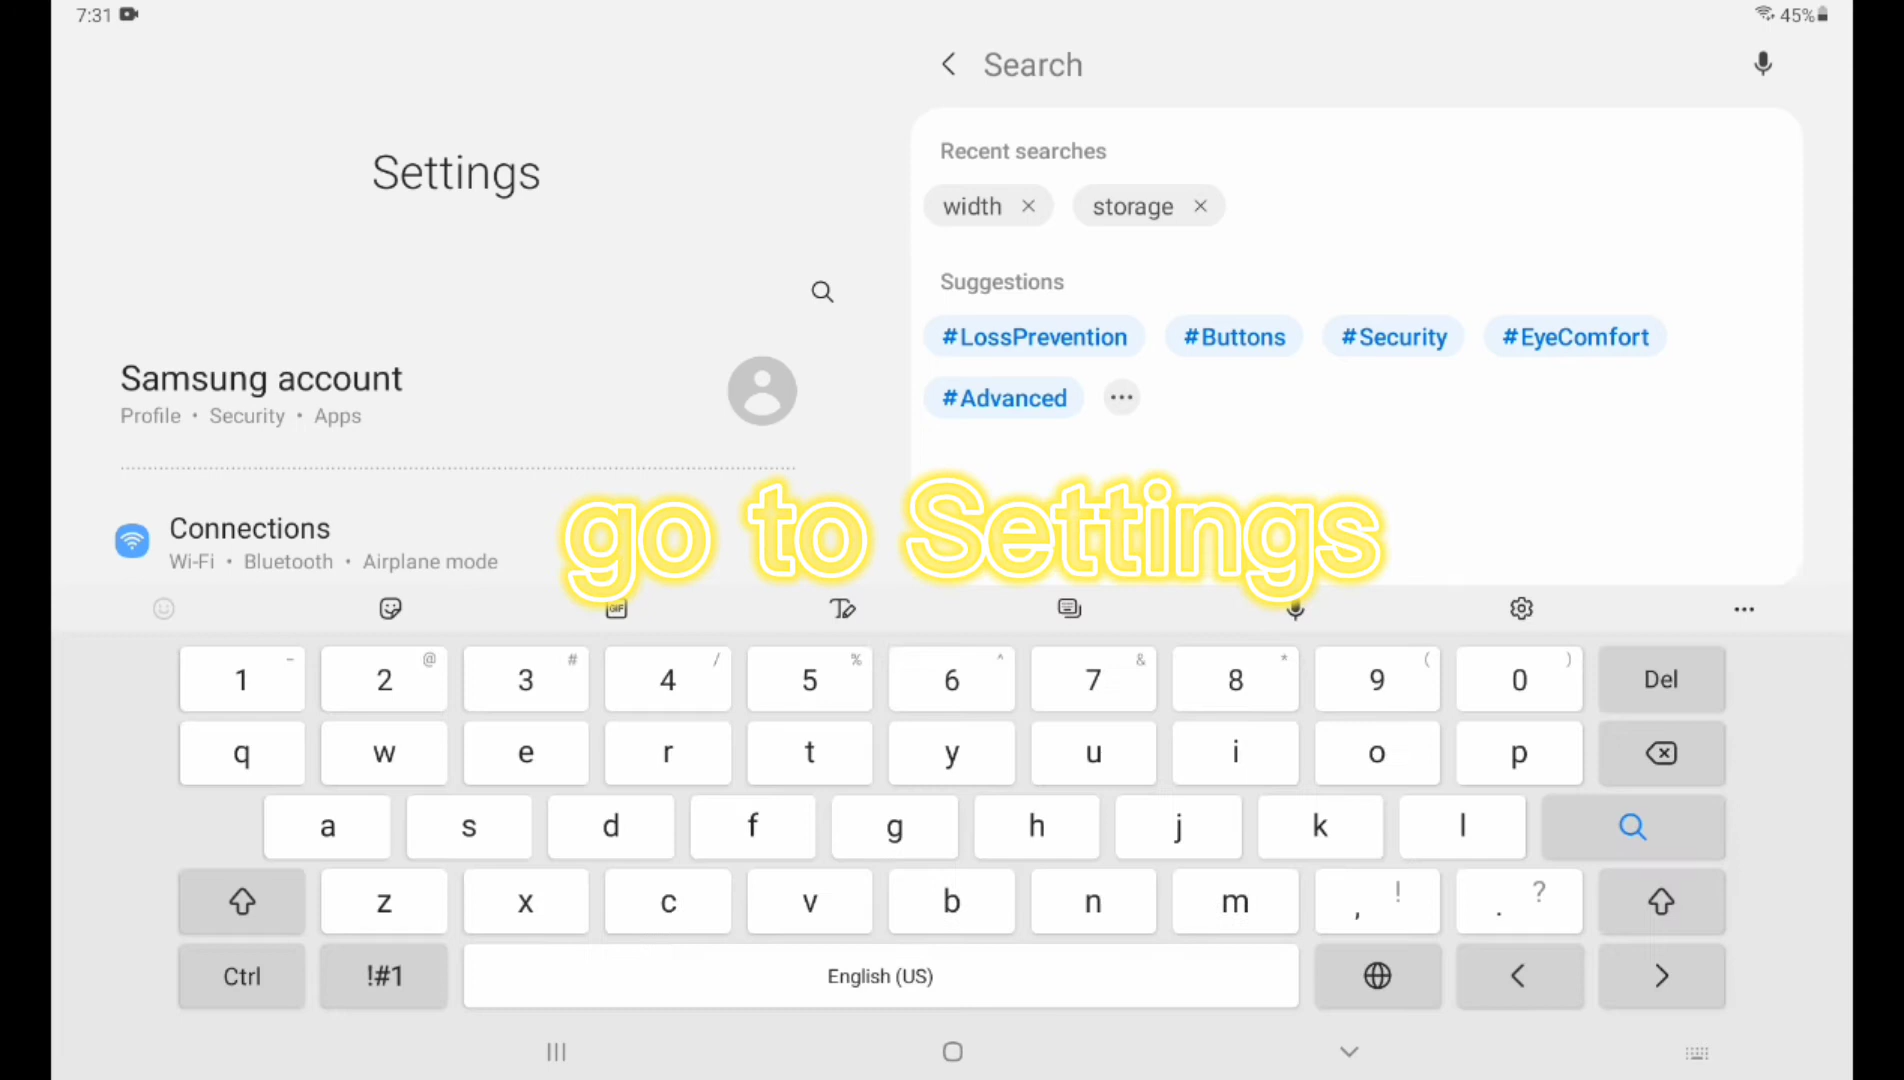 7:31
45%
Search
Settings
Recent searches
width
storage
Suggestions
#LossPrevention #Buttons #Security #EyeComfort
#Advanced
Samsung account
Profile • Security • Apps
Connections
Wi-Fi • Bluetooth • Airplane mode
go to Settings
GIF
1 - 2 @ 3 # 4 / 5 % 6 ^ 7 & 8 * 9 ( 0 ) Del
q w e r t y u i o p
a s d f g h j k l
z x c v b n m , ! . ?
Ctrl !#1 English (US)